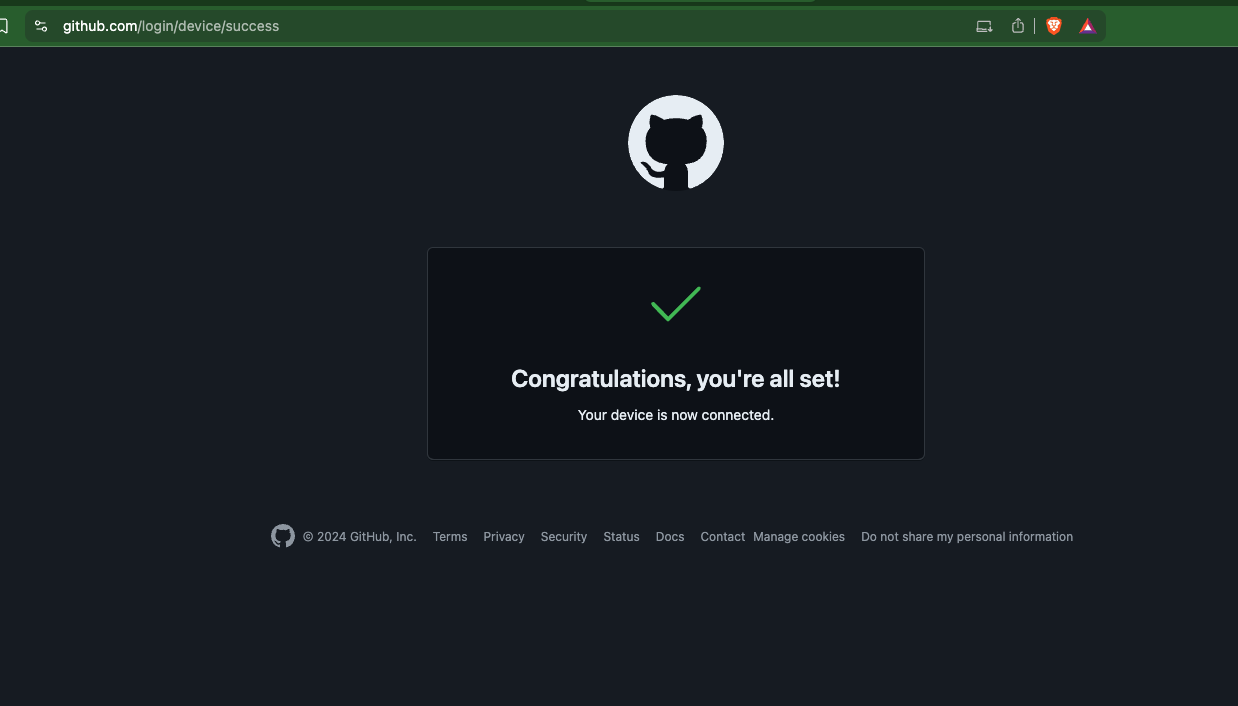 github.com/login/device/success
Congratulations, you're all set!
Your device is now connected.
© 2024 GitHub, Inc. Terms Privacy Security Status Docs Contact Manage cookies Do not share my personal information